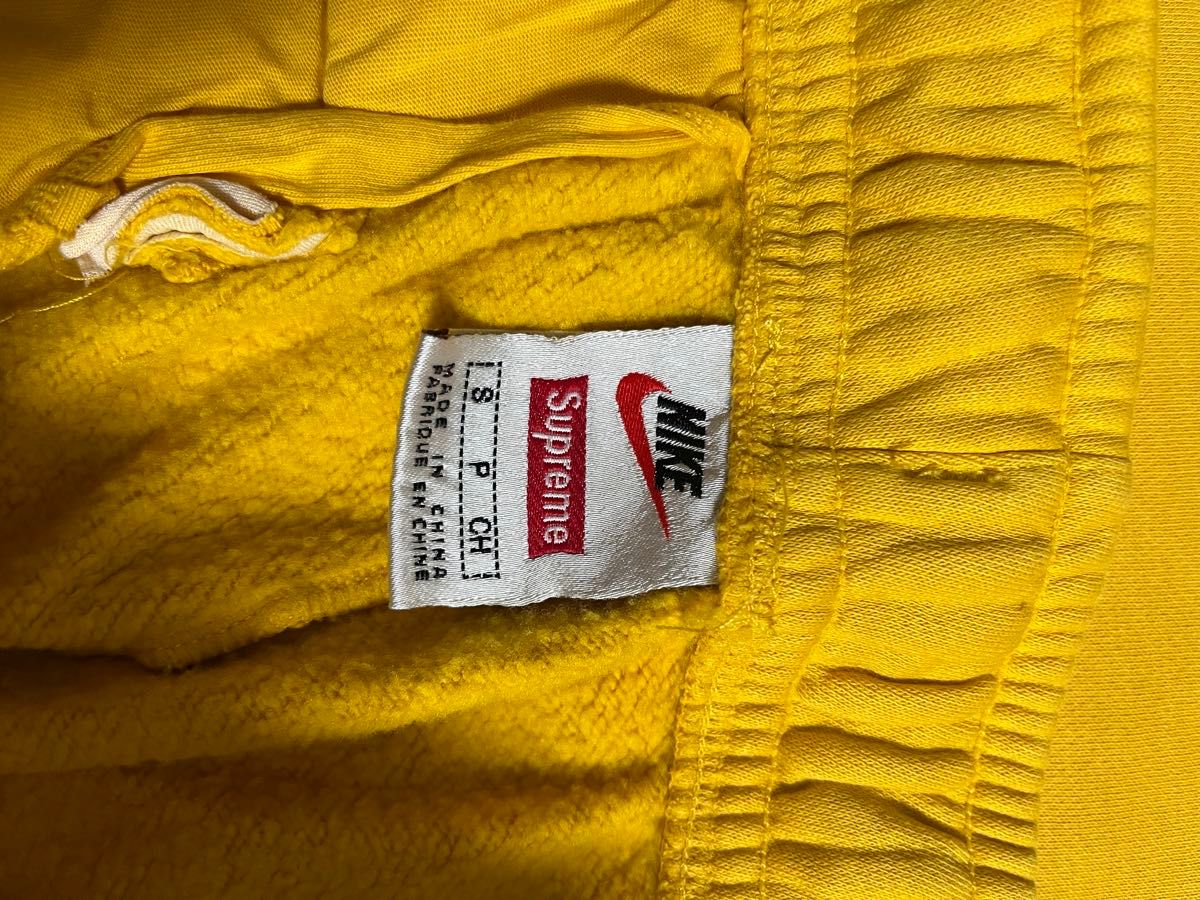 NIKE
Supreme
S P CH
MADE IN CHINA
FABRIQUE EN CHINE